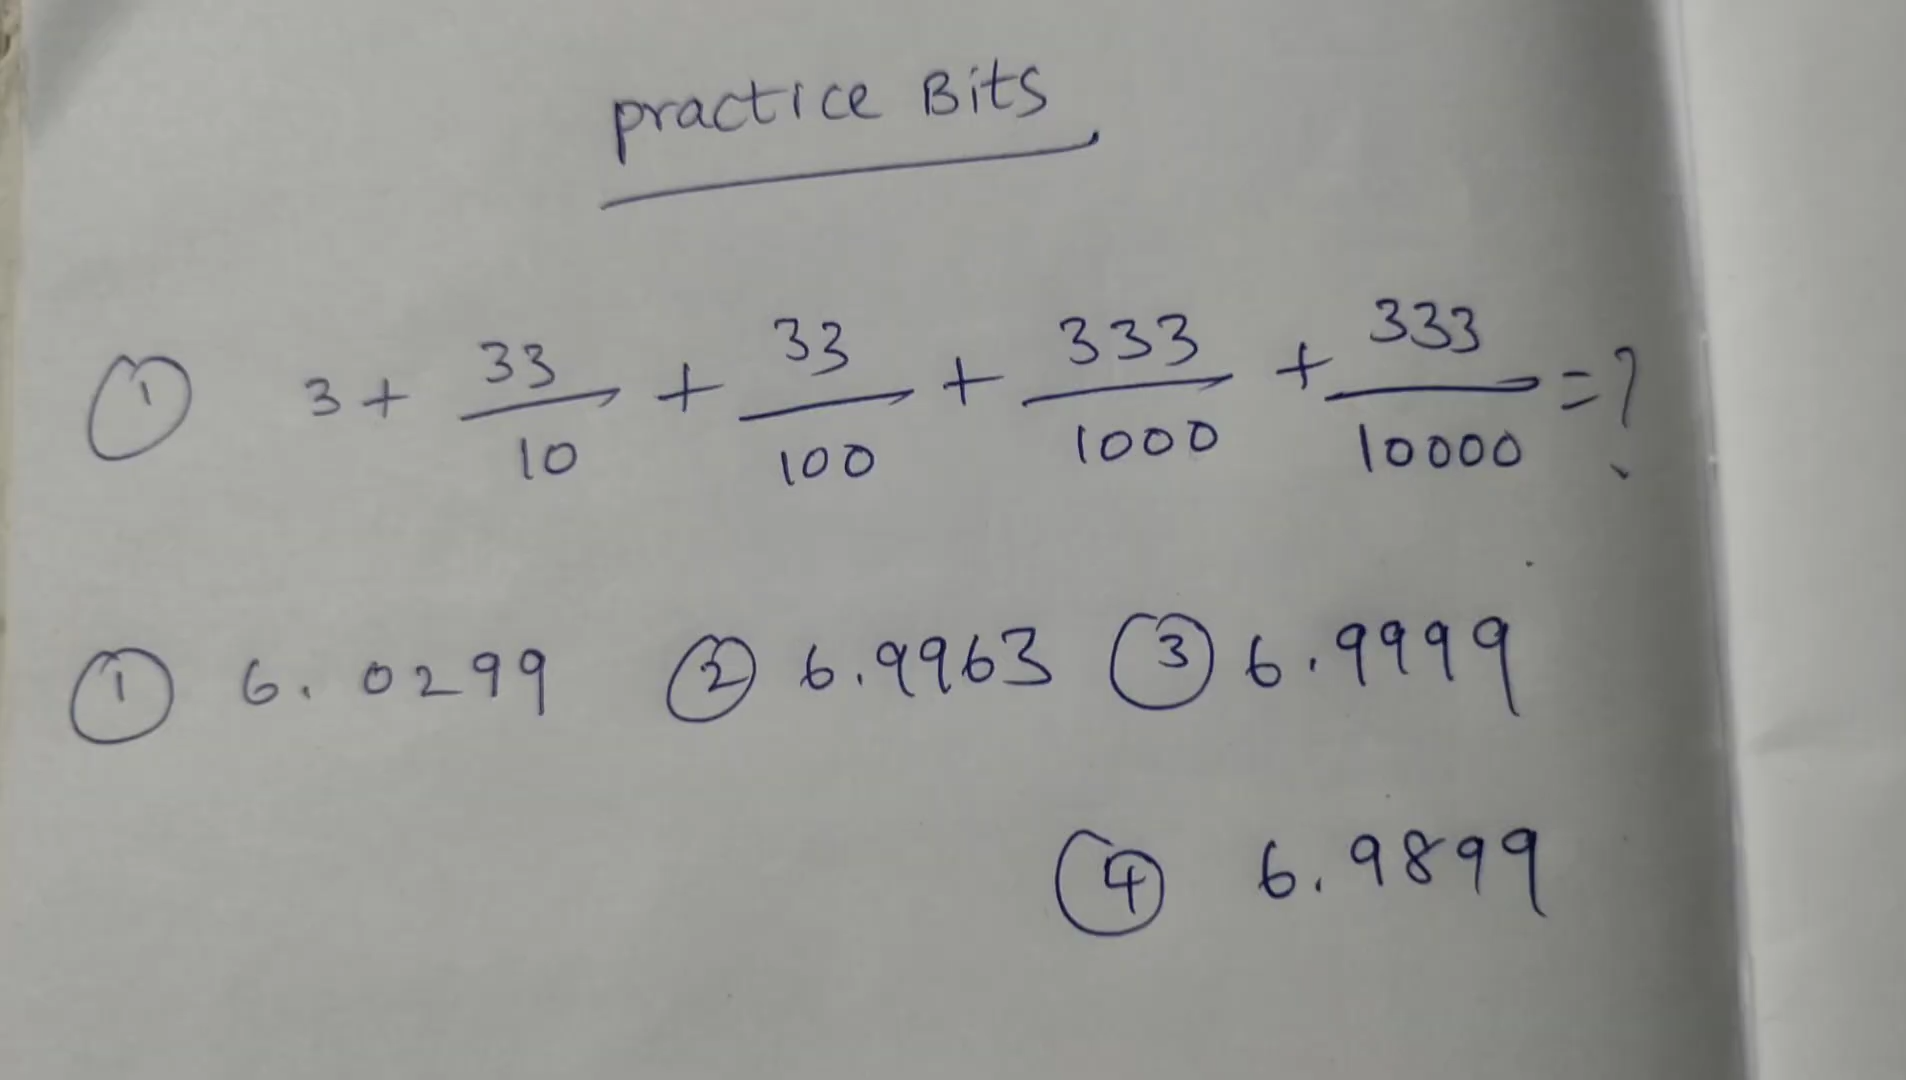 practice Bits
① 3 + 33/10 + 33/100 + 333/1000 + 333/10000 = ?
① 6.0299 ② 6.9963 ③ 6.9999
④ 6.9899